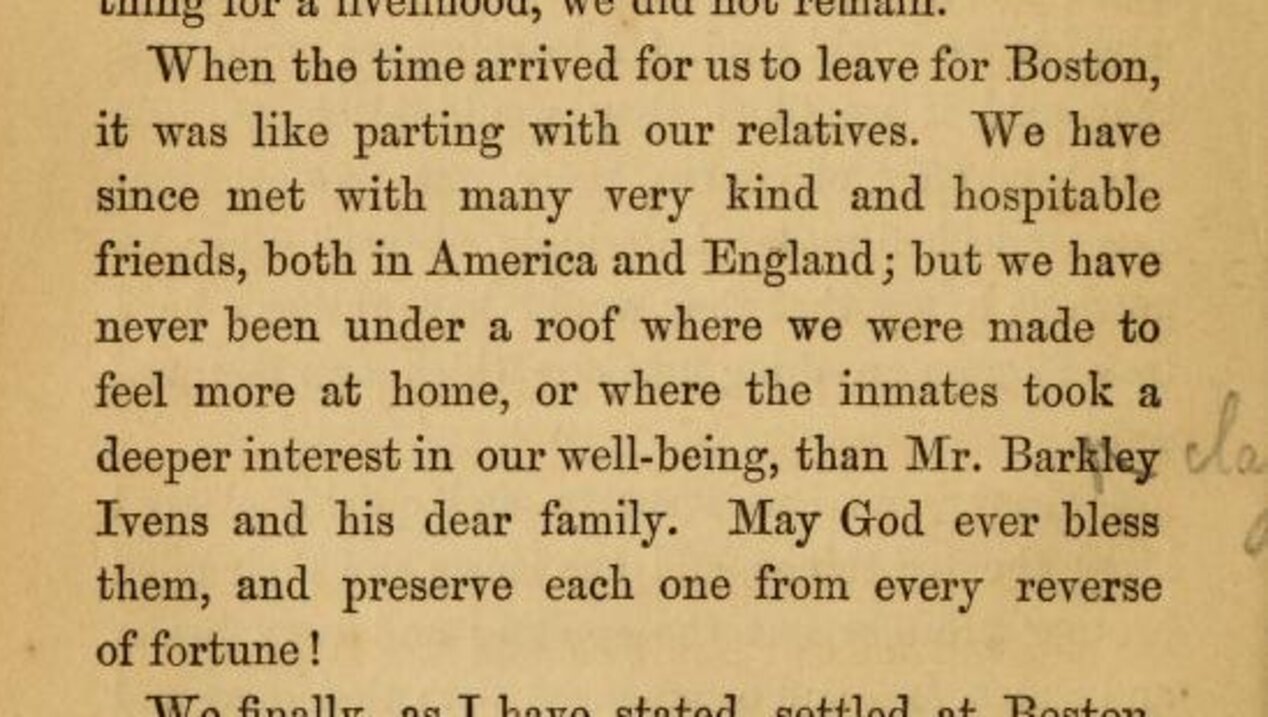 thing for a livelihood, we did not remain.
When the time arrived for us to leave for Boston,
it was like parting with our relatives. We have
since met with many very kind and hospitable
friends, both in America and England; but we have
never been under a roof where we were made to
feel more at home, or where the inmates took a
deeper interest in our well-being, than Mr. Barkley
Ivens and his dear family. May God ever bless
them, and preserve each one from every reverse
of fortune!
We finally, as I have stated, settled at Boston,